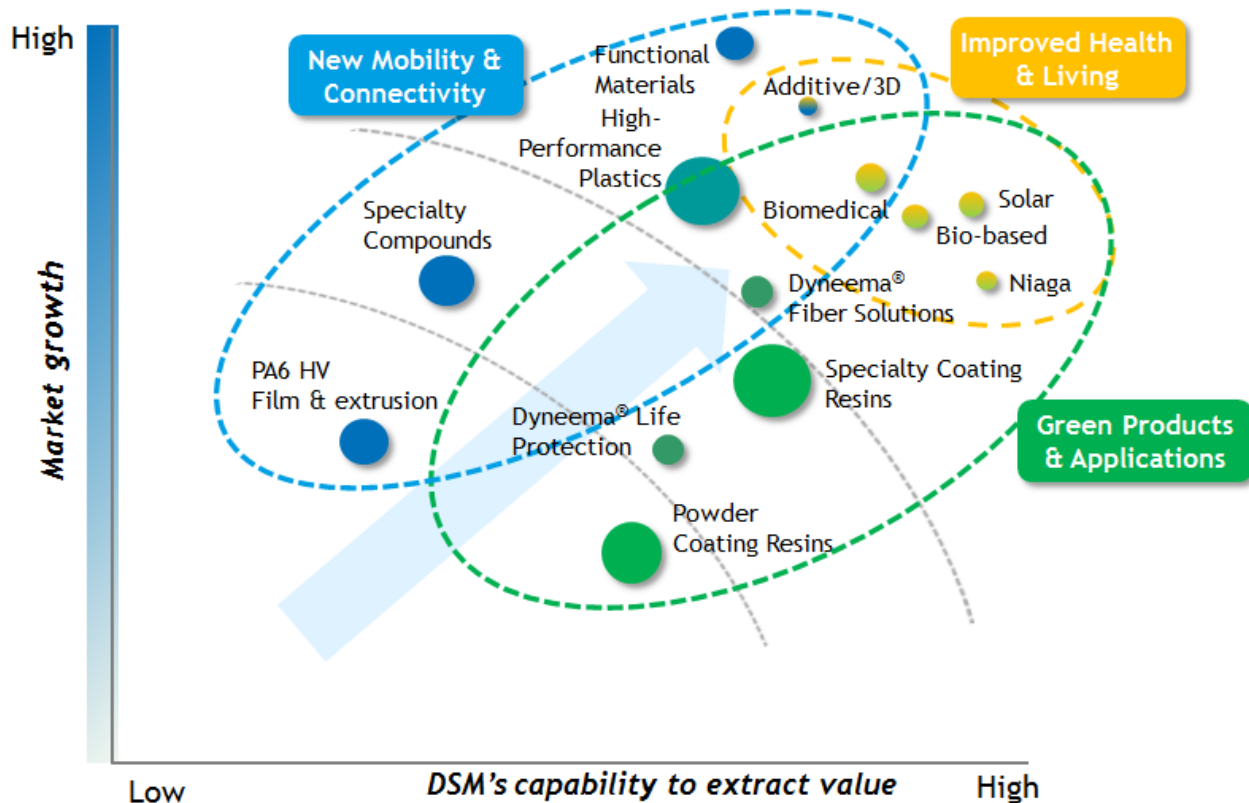 High
New Mobility &
Connectivity
Functional
Materials
Improved Health
& Living
Additive/3D
High-
Performance
Plastics
Specialty
Compounds
Biomedical
Solar
Bio-based
Niaga
Dyneema®
Fiber Solutions
Market growth
PA6 HV
Film & extrusion
Specialty Coating
Resins
Dyneema® Life
Protection
Green Products
& Applications
Powder
Coating Resins
Low
DSM's capability to extract value
High